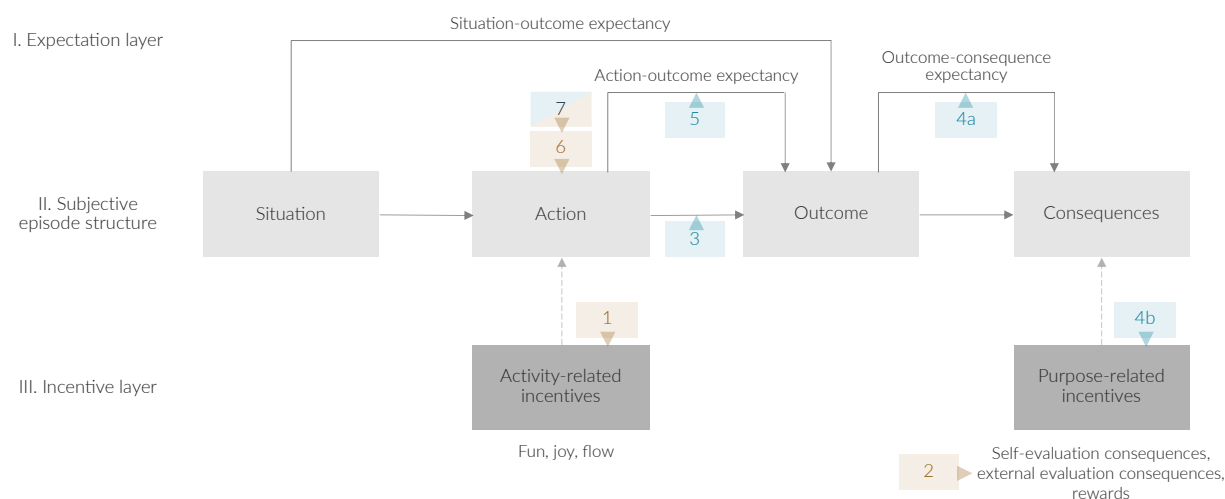 Situation-outcome expectancy
I. Expectation layer
Outcome-consequence
expectancy
Action-outcome expectancy
7
5
4a
6
II. Subjective
episode structure
Situation
Action
Outcome
Consequences
3
1
4b
III. Incentive layer
Activity-related
incentives
Purpose-related
incentives
Fun, joy, flow
2
Self-evaluation consequences,
external evaluation consequences,
rewards